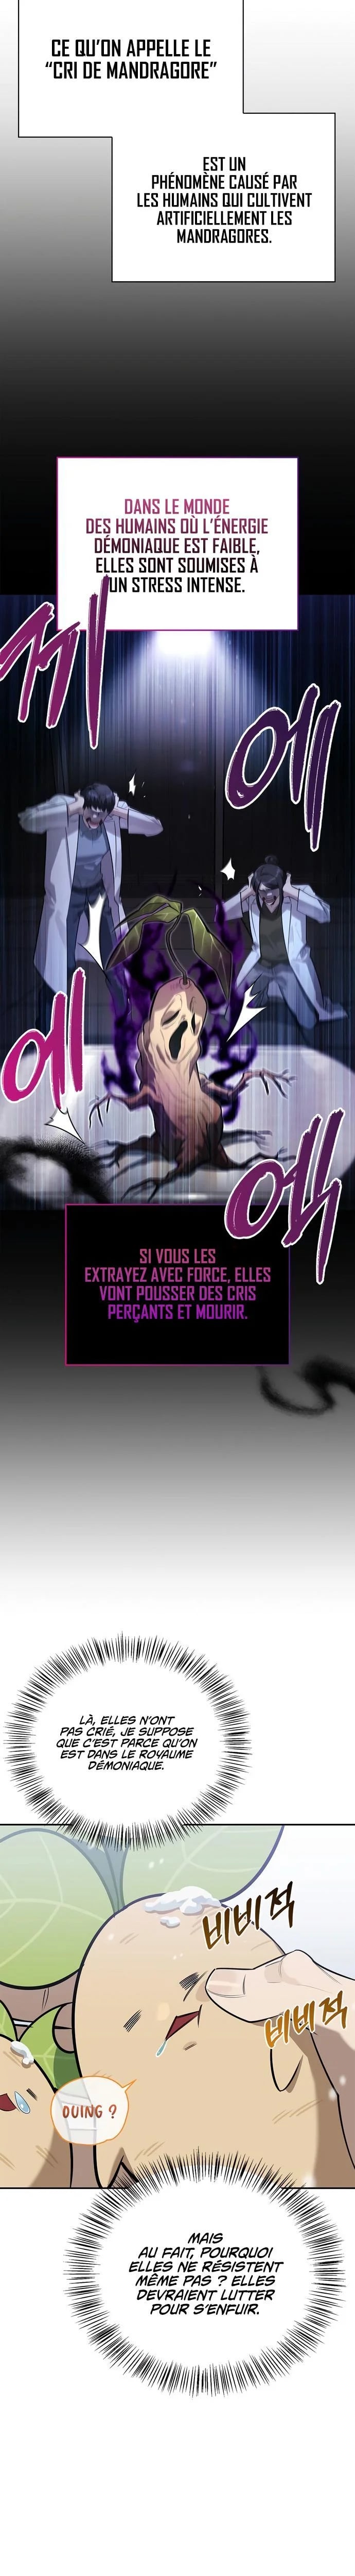 CE QU'ON APPELLE LE
"CRI DE MANDRAGORE"
EST UN
PHÉNOMÈNE CAUSÉ PAR
LES HUMAINS QUI CULTIVENT
ARTIFICIELLEMENT LES
MANDRAGORES.
DANS LE MONDE
DES HUMAINS OÙ L'ÉNERGIE
DÉMONIAQUE EST FAIBLE,
ELLES SONT SOUMISES À
UN STRESS INTENSE.
SI VOUS LES
EXTRAYEZ AVEC FORCE, ELLES
VONT POUSSER DES CRIS
PERÇANTS ET MOURIR.
LÀ, ELLES N'ONT
PAS CRIÉ, JE SUPPOSE
QUE C'EST PARCE QU'ON
EST DANS LE ROYAUME
DÉMONIAQUE.
비비적
비비적
OUING ?
MAIS
AU FAIT, POURQUOI
ELLES NE RÉSISTENT
MÊME PAS ? ELLES
DEVRAIENT LUTTER
POUR S'ENFUIR.